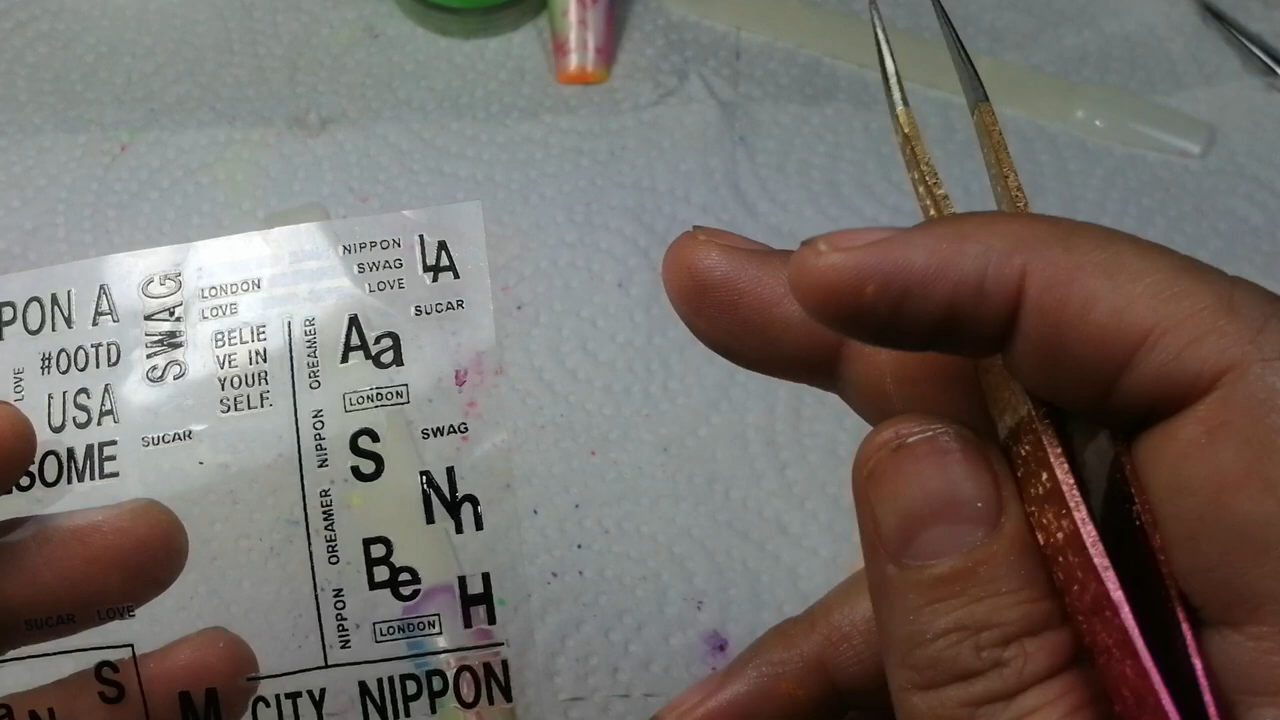 PON A
#OOTD
LOVE
USA
SOME
SWAG
LONDON
LOVE
BELIE
VE IN
YOUR
SELF.
SUCAR
NIPPON
SWAG
LOVE
LA
SUCAR
OREAMER
Aa
LONDON
NIPPON
S
SWAG
Nh
OREAMER
Be
H
NIPPON
LONDON
SUCAR LOVE
S
M CITY NIPPON